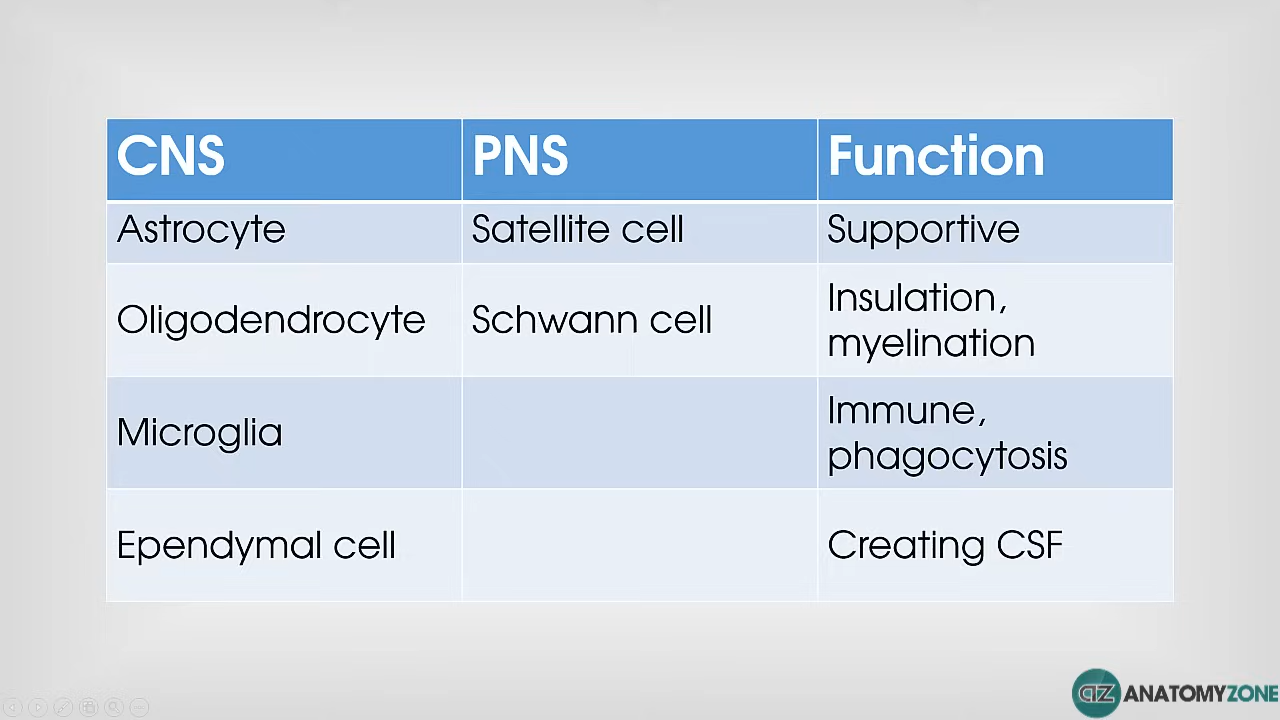 CNS PNS Function
Astrocyte Satellite cell Supportive
Oligodendrocyte Schwann cell Insulation,
myelination
Microglia Immune,
phagocytosis
Ependymal cell Creating CSF
AZ ANATOMYZONE